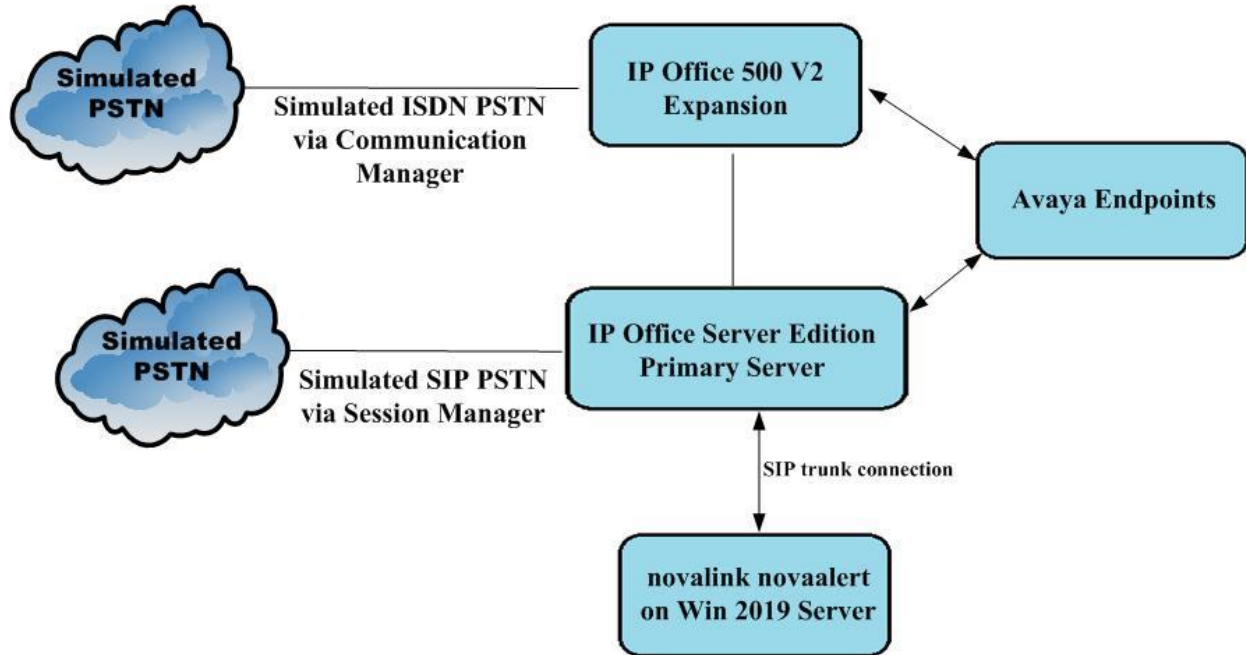 Simulated
PSTN
Simulated ISDN PSTN
via Communication
Manager
IP Office 500 V2
Expansion
Avaya Endpoints
Simulated
PSTN
Simulated SIP PSTN
via Session Manager
IP Office Server Edition
Primary Server
SIP trunk connection
novalink novaalert
on Win 2019 Server